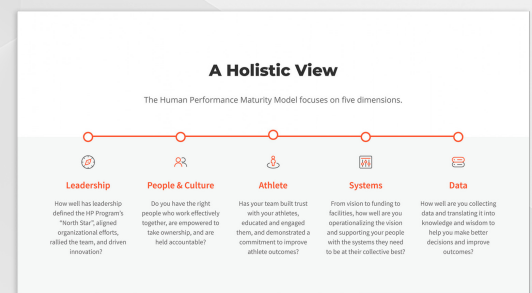 A Holistic View
The Human Performance Maturity Model focuses on five dimensions.
Leadership
How well has leadership
defined the HP Program's
"North Star", aligned
organizational efforts,
rallied the team, and driven
innovation?
People & Culture
Do you have the right
people who work effectively
together, are empowered to
take ownership, and are
held accountable?
Athlete
Has your team built trust
with your athletes,
educated and engaged
them, and demonstrated a
commitment to improve
athlete outcomes?
Systems
From vision to funding to
facilities, how well are you
operationalizing the vision
and supporting your people
with the systems they need
to be at their collective best?
Data
How well are you collecting
data and translating it into
knowledge and wisdom to
help you make better
decisions and improve
outcomes?